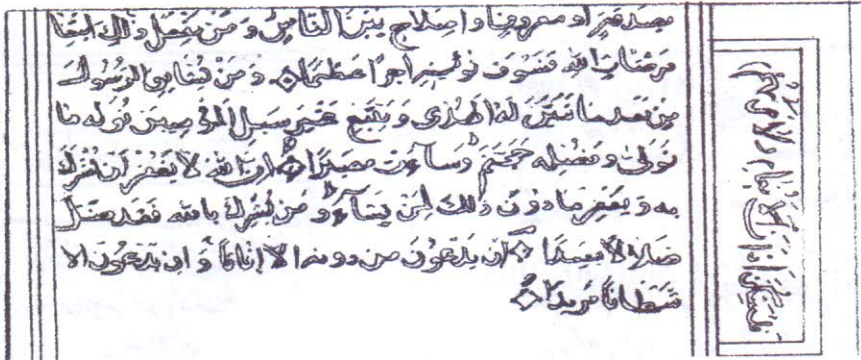 بصدقة او معروف او اصلاح بين الناس ومن يفعل ذلك ابتغا
مرضات الله فسوف نؤتيه اجرا عظيما ومن يشاقق الرسول
من بعد ما تبين له الهدى ويتبع غير سبيل المؤمنين نوله ما
تولى ونصله جهنم وساءت مصيرا ان الله لا يغفر ان يشرك
به ويغفر ما دون ذلك لمن يشاء ومن يشرك بالله فقد ضل
ضلالا بعيدا ان يدعون من دونه الا اناثا وان يدعون الا
شيطانا مريدا